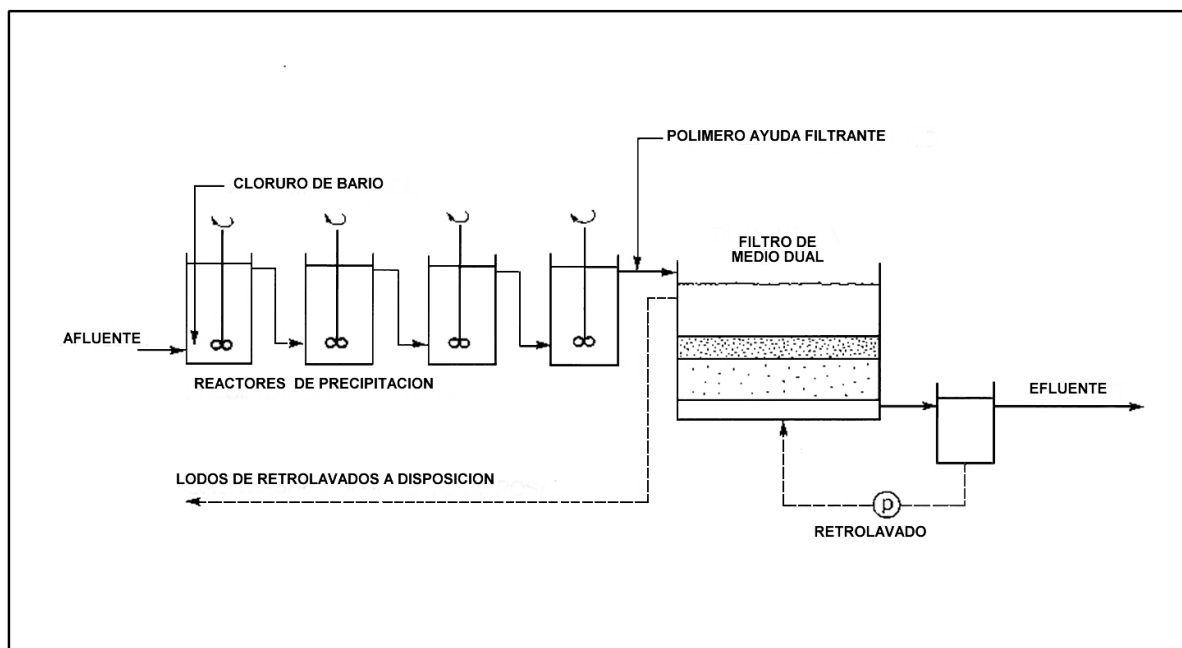 POLIMERO AYUDA FILTRANTE
CLORURO DE BARIO
FILTRO DE
MEDIO DUAL
AFLUENTE
REACTORES DE PRECIPITACION
EFLUENTE
LODOS DE RETROLAVADOS A DISPOSICION
p
RETROLAVADO